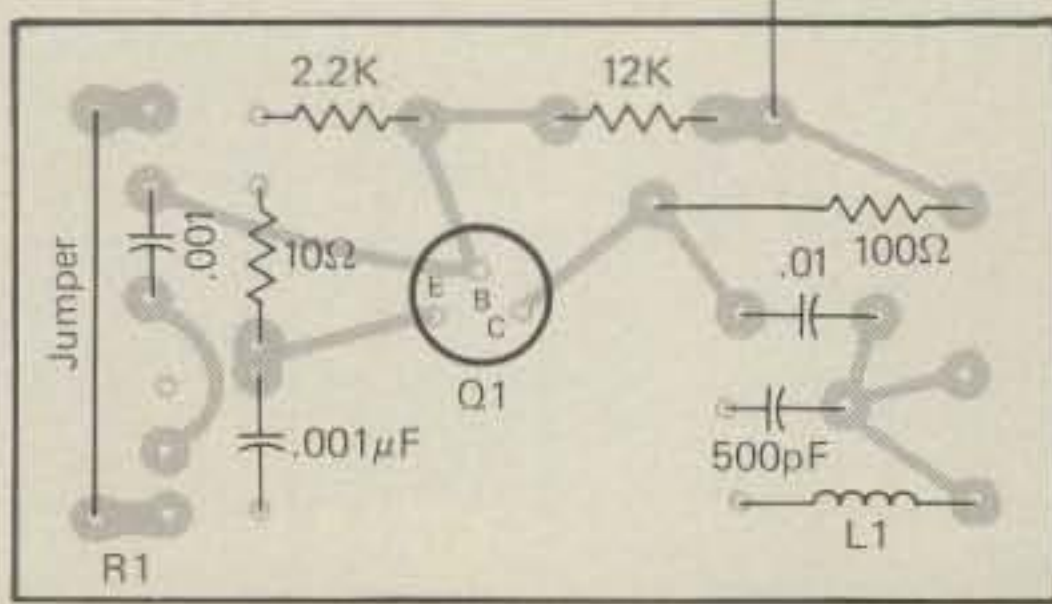 2.2K
12K
.001
10Ω
Jumper
E
B
C
Q1
.01
100Ω
.001μF
500pF
L1
R1